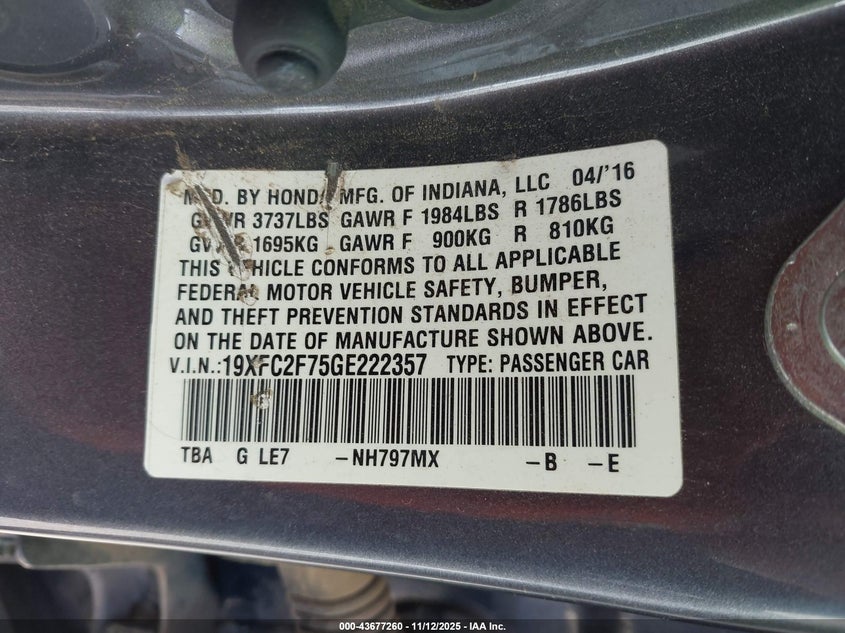 MFD. BY HONDA MFG. OF INDIANA, LLC 04/'16
GVWR 3737LBS GAWR F 1984LBS R 1786LBS
GVWR 1695KG GAWR F 900KG R 810KG
THIS VEHICLE CONFORMS TO ALL APPLICABLE
FEDERAL MOTOR VEHICLE SAFETY, BUMPER,
AND THEFT PREVENTION STANDARDS IN EFFECT
ON THE DATE OF MANUFACTURE SHOWN ABOVE.
V.I.N.:19XFC2F75GE222357 TYPE: PASSENGER CAR
TBA G LE7 –NH797MX –B –E
000-43677260 - 11/12/2025 - IAA Inc.